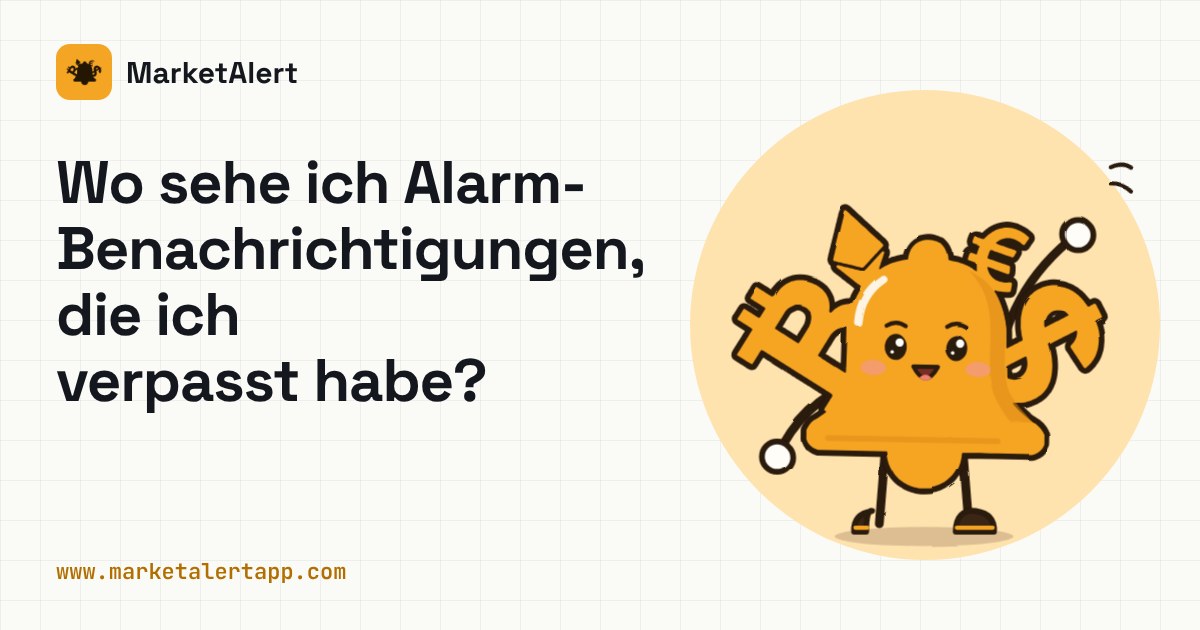 MarketAlert
Wo sehe ich Alarm-
Benachrichtigungen,
die ich
verpasst habe?
www.marketalertapp.com